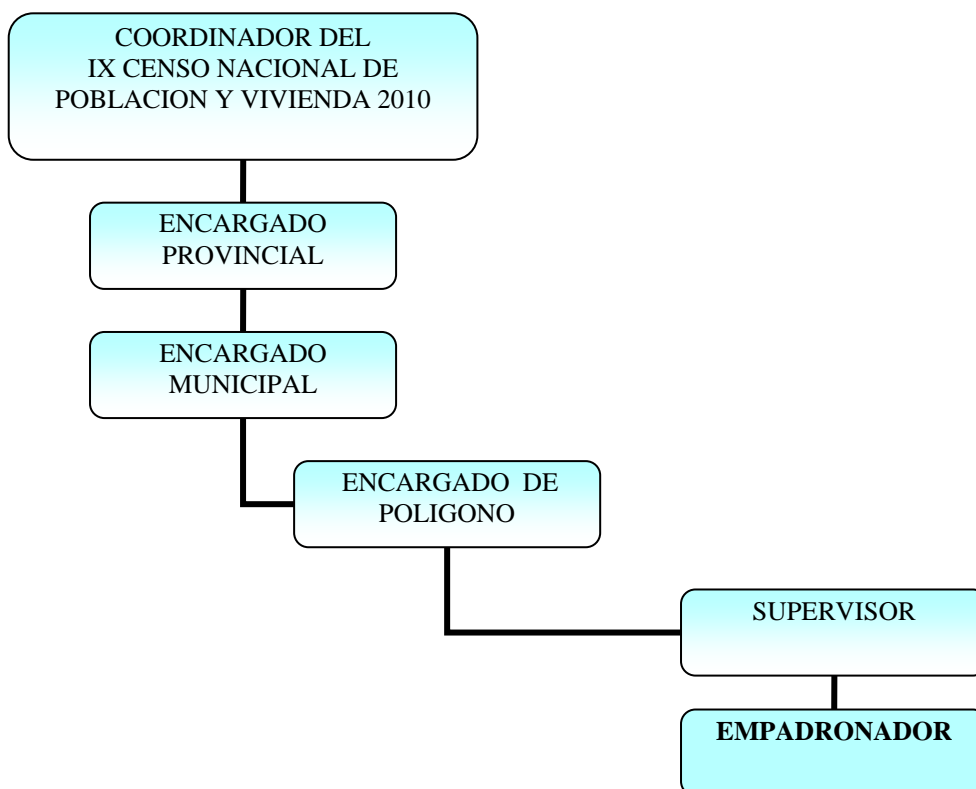 COORDINADOR DEL
IX CENSO NACIONAL DE
POBLACION Y VIVIENDA 2010
ENCARGADO
PROVINCIAL
ENCARGADO
MUNICIPAL
ENCARGADO DE
POLIGONO
SUPERVISOR
EMPADRONADOR